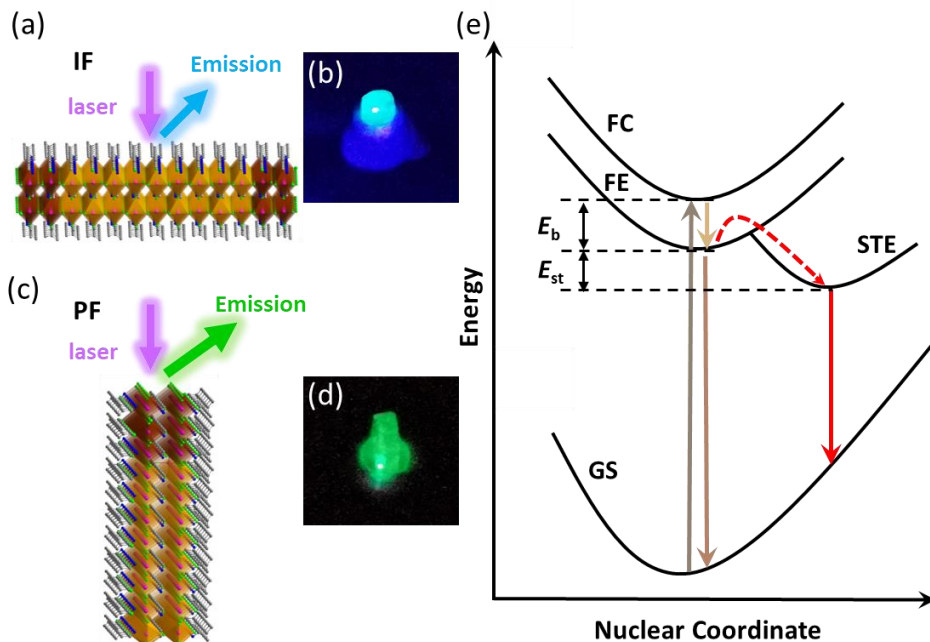 (a)
IF
Emission
laser
(b)
(c)
PF
Emission
laser
(d)
(e)
FC
FE
E_b
E_st
STE
GS
Energy
Nuclear Coordinate